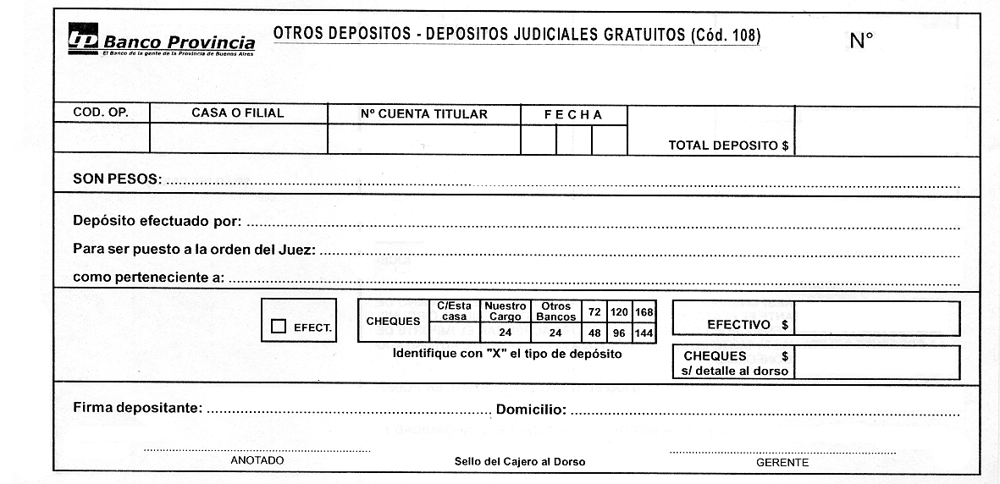 Banco Provincia
El Banco de la gente de la Provincia de Buenos Aires
OTROS DEPOSITOS - DEPOSITOS JUDICIALES GRATUITOS (Cód. 108)
N°
COD. OP. CASA O FILIAL Nº CUENTA TITULAR F E C H A
TOTAL DEPOSITO $
SON PESOS:
Depósito efectuado por:
Para ser puesto a la orden del Juez:
como perteneciente a:
EFECT.
CHEQUES
C/Esta casa Nuestro Cargo Otros Bancos 72 120 168
24 24 48 96 144
Identifique con "X" el tipo de depósito
EFECTIVO $
CHEQUES $
s/ detalle al dorso
Firma depositante: Domicilio:
ANOTADO Sello del Cajero al Dorso GERENTE